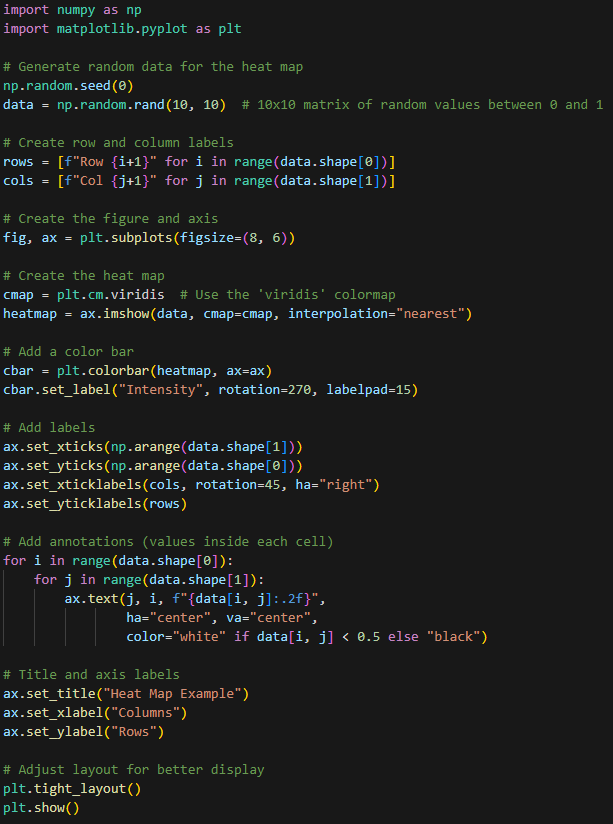 import numpy as np
import matplotlib.pyplot as plt

# Generate random data for the heat map
np.random.seed(0)
data = np.random.rand(10, 10)  # 10x10 matrix of random values between 0 and 1

# Create row and column labels
rows = [f"Row {i+1}" for i in range(data.shape[0])]
cols = [f"Col {j+1}" for j in range(data.shape[1])]

# Create the figure and axis
fig, ax = plt.subplots(figsize=(8, 6))

# Create the heat map
cmap = plt.cm.viridis  # Use the 'viridis' colormap
heatmap = ax.imshow(data, cmap=cmap, interpolation="nearest")

# Add a color bar
cbar = plt.colorbar(heatmap, ax=ax)
cbar.set_label("Intensity", rotation=270, labelpad=15)

# Add labels
ax.set_xticks(np.arange(data.shape[1]))
ax.set_yticks(np.arange(data.shape[0]))
ax.set_xticklabels(cols, rotation=45, ha="right")
ax.set_yticklabels(rows)

# Add annotations (values inside each cell)
for i in range(data.shape[0]):
    for j in range(data.shape[1]):
        ax.text(j, i, f"{data[i, j]:.2f}",
                ha="center", va="center",
                color="white" if data[i, j] < 0.5 else "black")

# Title and axis labels
ax.set_title("Heat Map Example")
ax.set_xlabel("Columns")
ax.set_ylabel("Rows")

# Adjust layout for better display
plt.tight_layout()
plt.show()